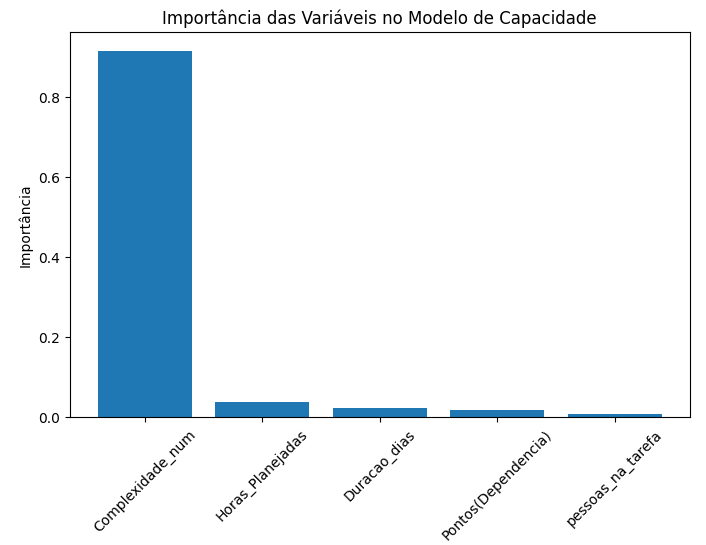 Importância das Variáveis no Modelo de Capacidade
Importância
0.8
0.6
0.4
0.2
0.0
Complexidade_num
Horas_Planejadas
Duracao_dias
Pontos(Dependencia)
pessoas_na_tarefa